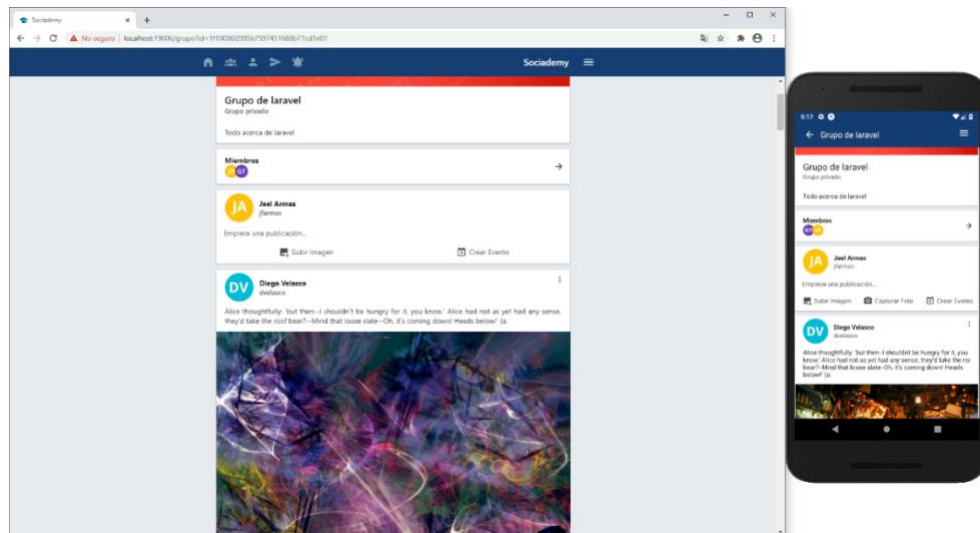 Sociademy
No seguro
Sociademy
Grupo de laravel
Grupo privado
Todo acerca de laravel
Miembros
JA GT
JA
Joel Armas
jfarmas
Empiece una publicación...
Subir Imagen
Crear Evento
DV
Diego Velasco
dvelasco
Alice thoughtfully: 'but then--I shouldn't be hungry for it, you know.' Alice had not as yet had any sense,
they'd take the roof bear?--Mind that loose slate--Oh, it's coming down! Heads below!' (a
9:17
Grupo de laravel
Grupo de laravel
Grupo privado
Todo acerca de laravel
Miembros
GT JA
JA
Joel Armas
jfarmas
Empiece una publicación...
Subir Imagen
Capturar Foto
Crear Evento
DV
Diego Velasco
dvelasco
Alice thoughtfully: 'but then--I shouldn't be hungry for it, you
know.' Alice had not as yet had any sense, they'd take the roof
bear?--Mind that loose slate--Oh, it's coming down! Heads
below!' (a